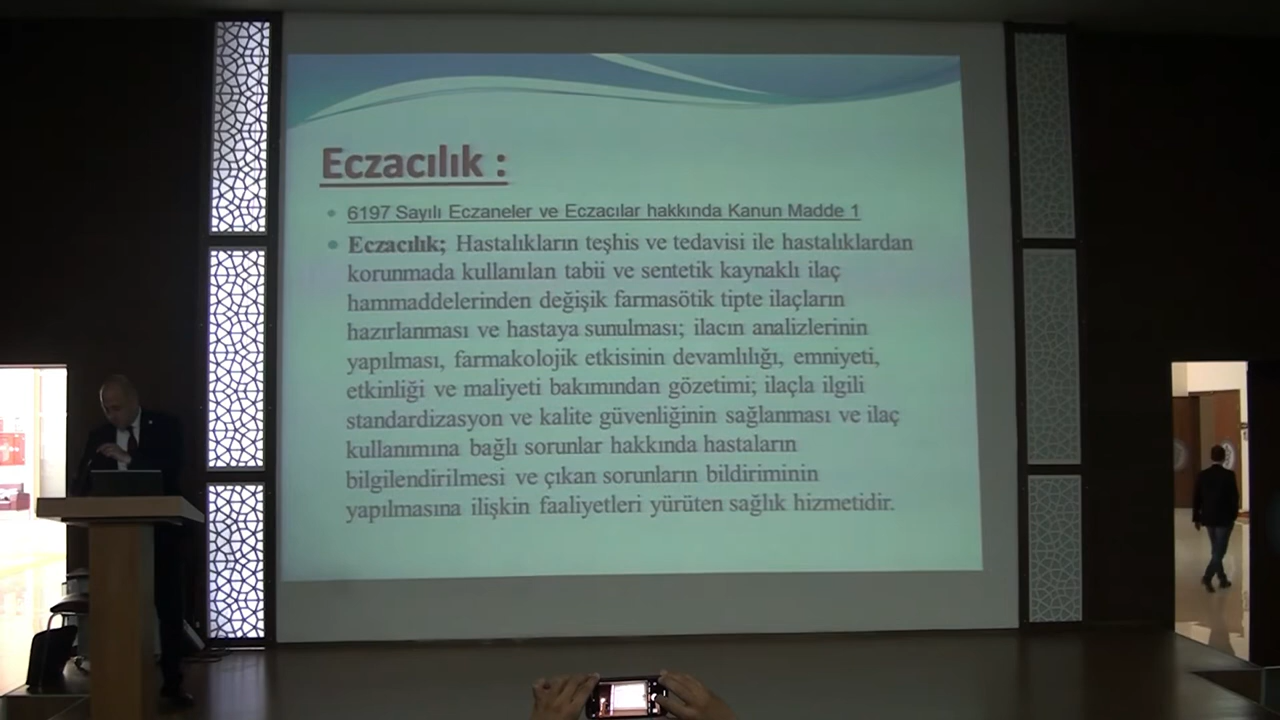 Eczacılık :
6197 Sayılı Eczaneler ve Eczacılar hakkında Kanun Madde 1
Eczacılık; Hastalıkların teşhis ve tedavisi ile hastalıklardan
korunmada kullanılan tabii ve sentetik kaynaklı ilaç
hammaddelerinden değişik farmasötik tipte ilaçların
hazırlanması ve hastaya sunulması; ilacın analizlerinin
yapılması, farmakolojik etkisinin devamlılığı, emniyeti,
etkinliği ve maliyeti bakımından gözetimi; ilaçla ilgili
standardizasyon ve kalite güvenliğinin sağlanması ve ilaç
kullanımına bağlı sorunlar hakkında hastaların
bilgilendirilmesi ve çıkan sorunların bildiriminin
yapılmasına ilişkin faaliyetleri yürüten sağlık hizmetidir.